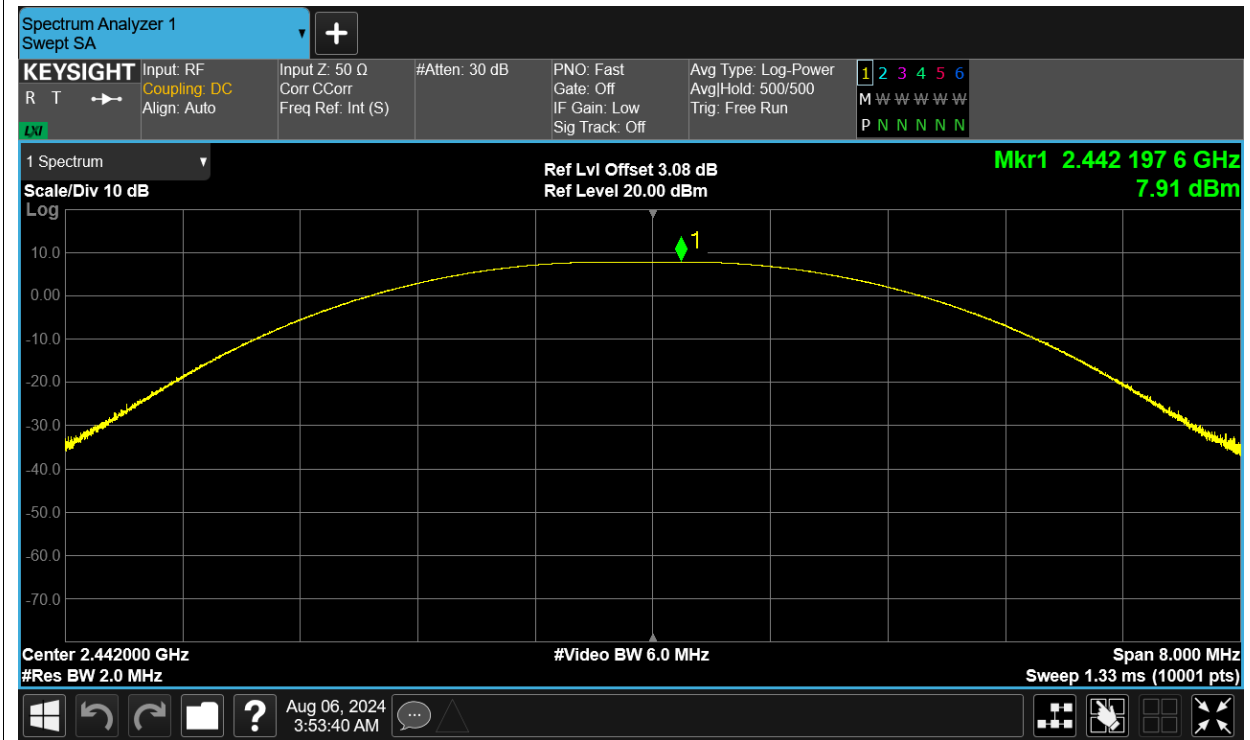 Spectrum Analyzer 1
Swept SA
KEYSIGHT
R T
LXI
Input: RF
Coupling: DC
Align: Auto
Input Z: 50 Ω
Corr CCorr
Freq Ref: Int (S)
#Atten: 30 dB
PNO: Fast
Gate: Off
IF Gain: Low
Sig Track: Off
Avg Type: Log-Power
Avg|Hold: 500/500
Trig: Free Run
1 2 3 4 5 6
M W W W W W
P N N N N N
1 Spectrum
Scale/Div 10 dB
Log
Ref Lvl Offset 3.08 dB
Ref Level 20.00 dBm
Mkr1 2.442 197 6 GHz
7.91 dBm
1
10.0
0.00
-10.0
-20.0
-30.0
-40.0
-50.0
-60.0
-70.0
Center 2.442000 GHz
#Res BW 2.0 MHz
#Video BW 6.0 MHz
Span 8.000 MHz
Sweep 1.33 ms (10001 pts)
?
Aug 06, 2024
3:53:40 AM